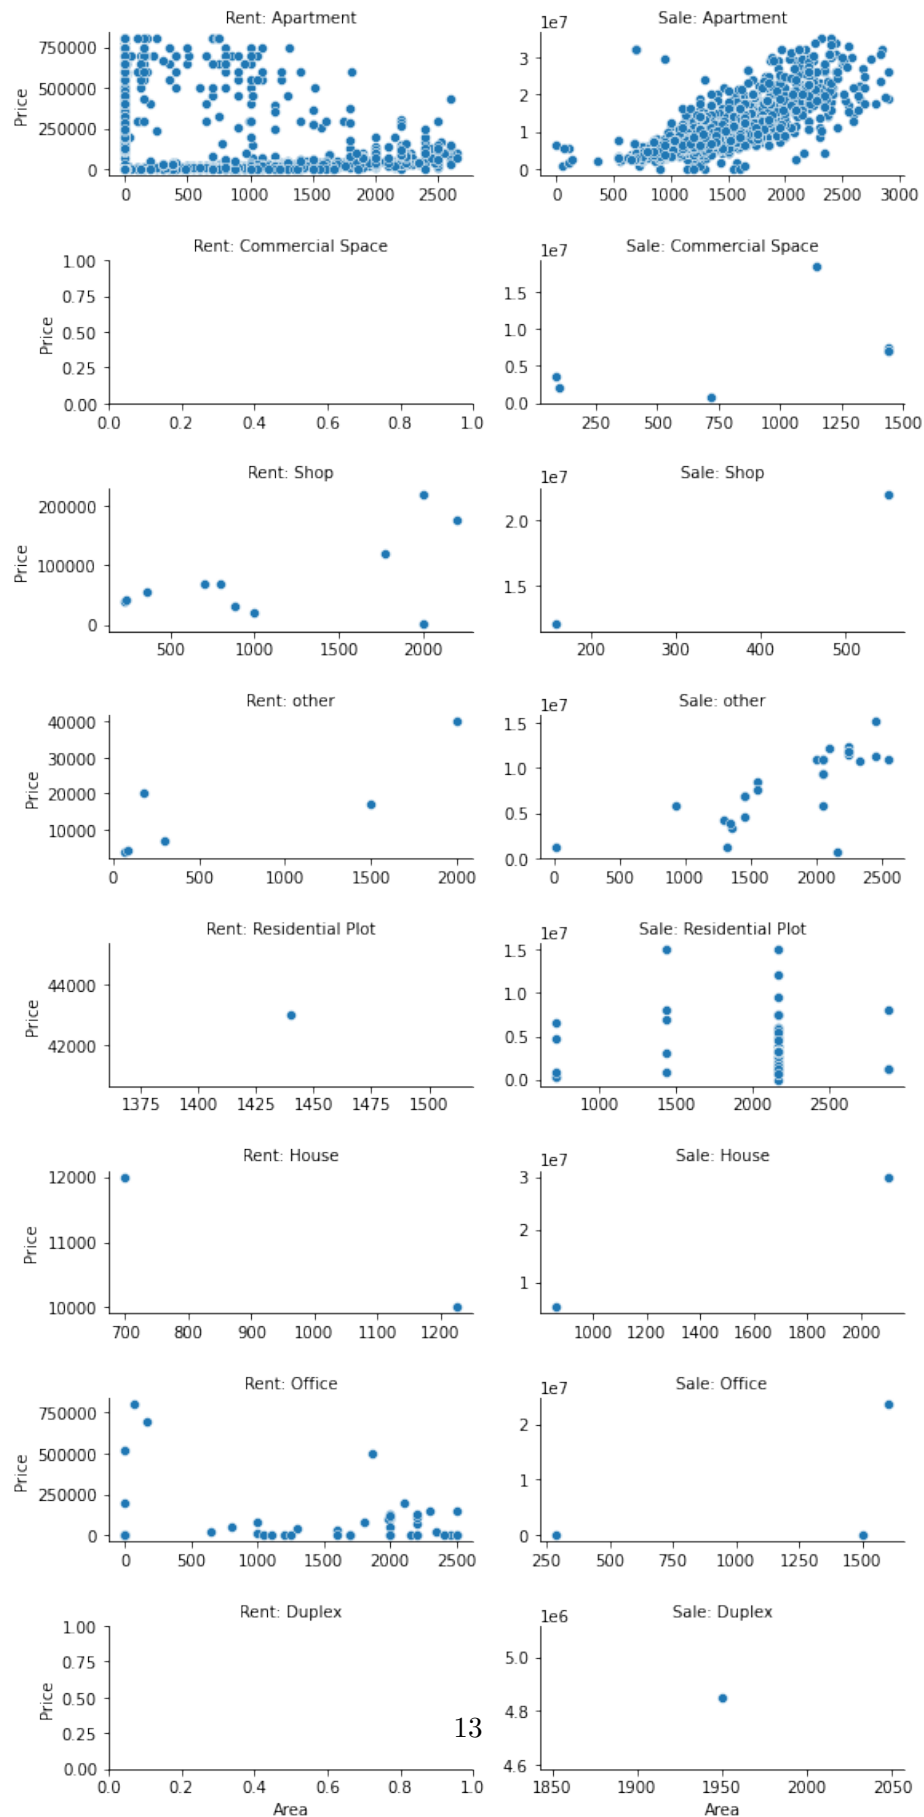 Rent: Apartment
750000
500000
250000
0
Price
0 500 1000 1500 2000 2500
Sale: Apartment
1e7
3
2
1
0
0 500 1000 1500 2000 2500 3000
Rent: Commercial Space
1.00
0.75
0.50
0.25
0.00
Price
0.0 0.2 0.4 0.6 0.8 1.0
Sale: Commercial Space
1e7
1.5
1.0
0.5
0.0
250 500 750 1000 1250 1500
Rent: Shop
200000
100000
0
Price
500 1000 1500 2000
Sale: Shop
1e7
2.0
1.5
200 300 400 500
Rent: other
40000
30000
20000
10000
Price
0 500 1000 1500 2000
Sale: other
1e7
1.5
1.0
0.5
0.0
0 500 1000 1500 2000 2500
Rent: Residential Plot
44000
42000
Price
1375 1400 1425 1450 1475 1500
Sale: Residential Plot
1e7
1.5
1.0
0.5
0.0
1000 1500 2000 2500
Rent: House
12000
11000
10000
Price
700 800 900 1000 1100 1200
Sale: House
1e7
3
2
1
1000 1200 1400 1600 1800 2000
Rent: Office
750000
500000
250000
0
Price
0 500 1000 1500 2000 2500
Sale: Office
1e7
2
1
0
250 500 750 1000 1250 1500
Rent: Duplex
1.00
0.75
0.50
0.25
0.00
Price
0.0 0.2 0.4 0.6 0.8 1.0
Area
Sale: Duplex
1e6
5.0
4.8
4.6
1850 1900 1950 2000 2050
Area
13